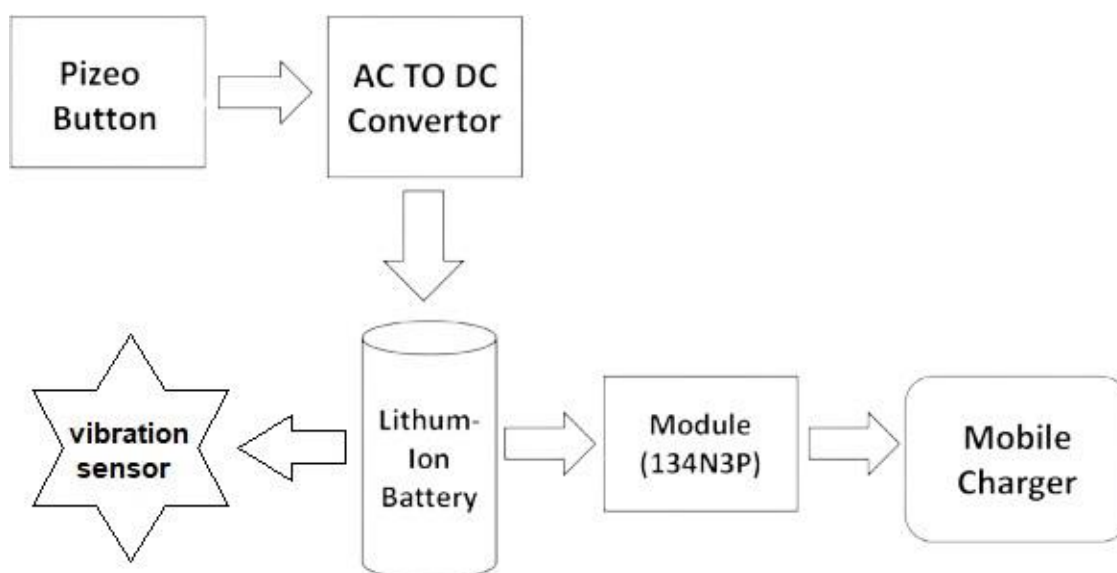 Pizeo
Button
AC TO DC
Convertor
vibration
sensor
Lithum-
Ion
Battery
Module
(134N3P)
Mobile
Charger